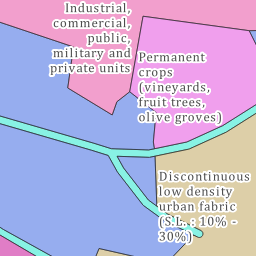 Industrial,
commercial,
public,
military and
private units
Permanent
crops
(vineyards,
fruit trees,
olive groves)
Discontinuous
low density
urban fabric
(S.L. : 10% -
30%)